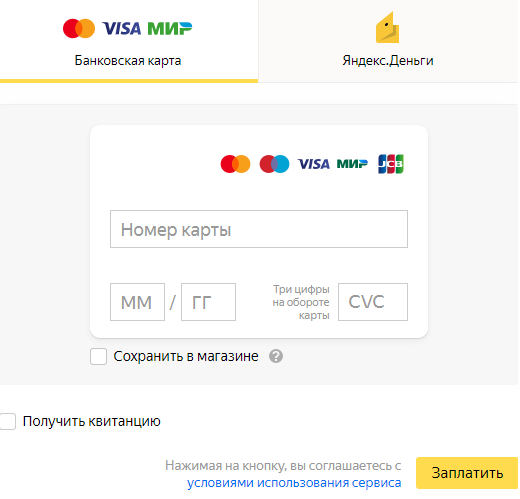 VISA МИР
Банковская карта
Яндекс.Деньги
VISA МИР JCB
Номер карты
ММ / ГГ
Три цифры
на обороте
карты
CVC
Сохранить в магазине ?
Получить квитанцию
Нажимая на кнопку, вы соглашаетесь с
условиями использования сервиса
Заплатить